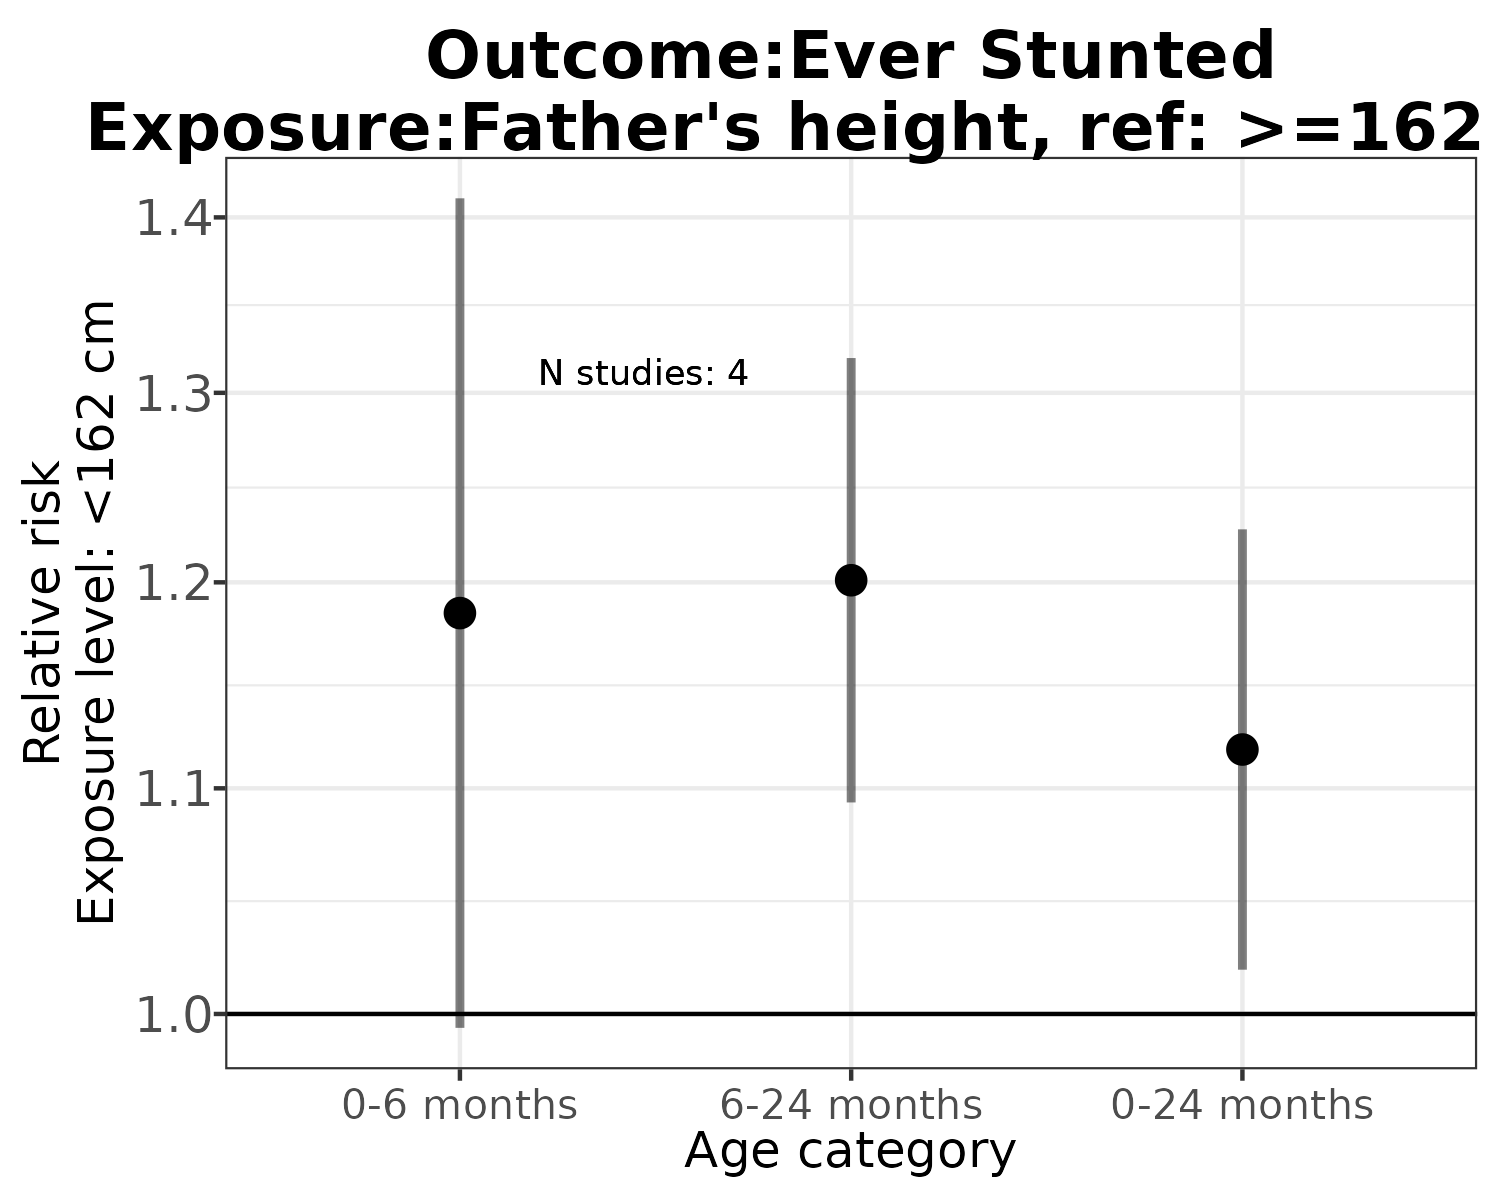 Outcome:Ever Stunted
Exposure:Father's height, ref: >=162
Relative risk
Exposure level: <162 cm
1.4
1.3
1.2
1.1
1.0
N studies: 4
0-6 months
6-24 months
0-24 months
Age category